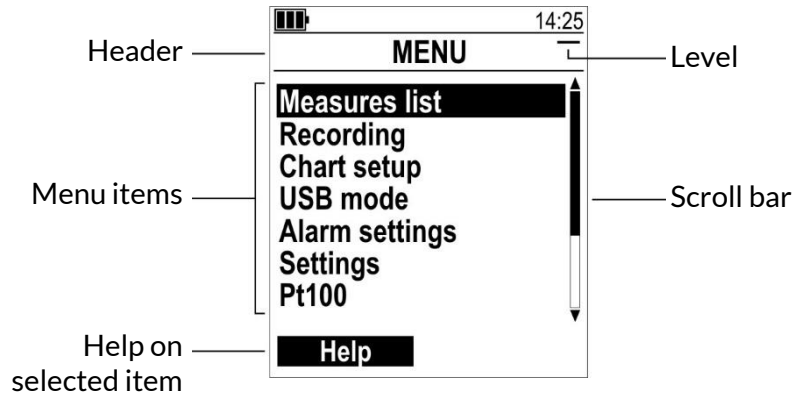 14:25
Header
MENU
Level
Measures list
Recording
Chart setup
USB mode
Menu items
Scroll bar
Alarm settings
Settings
Pt100
Help on
selected item
Help